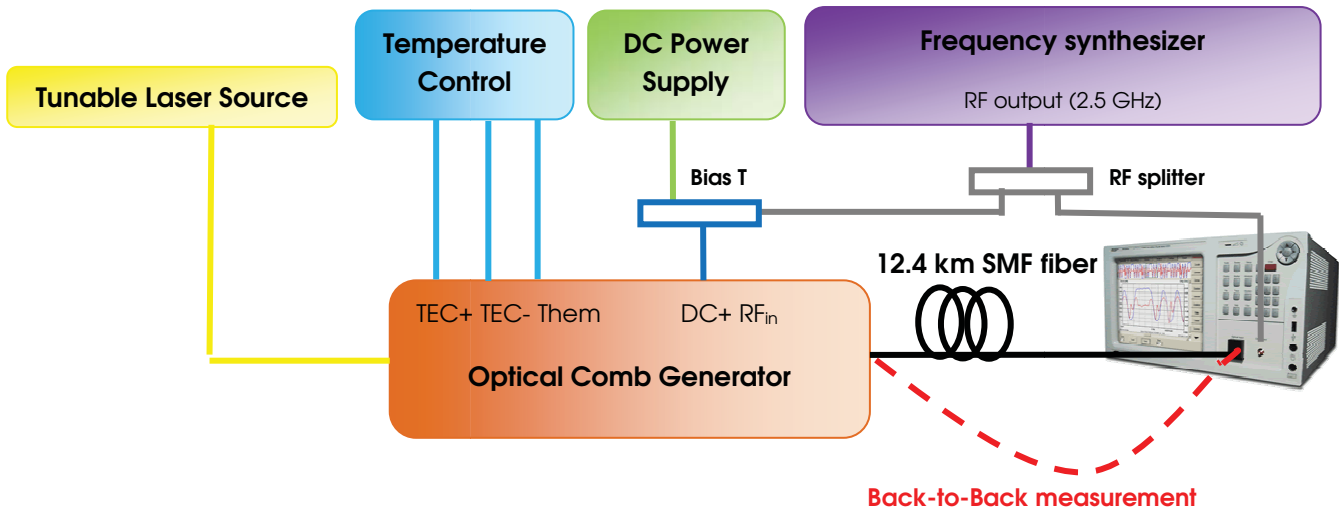 Temperature
Control
DC Power
Supply
Frequency synthesizer
RF output (2.5 GHz)
Tunable Laser Source
Bias T
RF splitter
12.4 km SMF fiber
TEC+ TEC- Them
DC+ RFin
Optical Comb Generator
Back-to-Back measurement